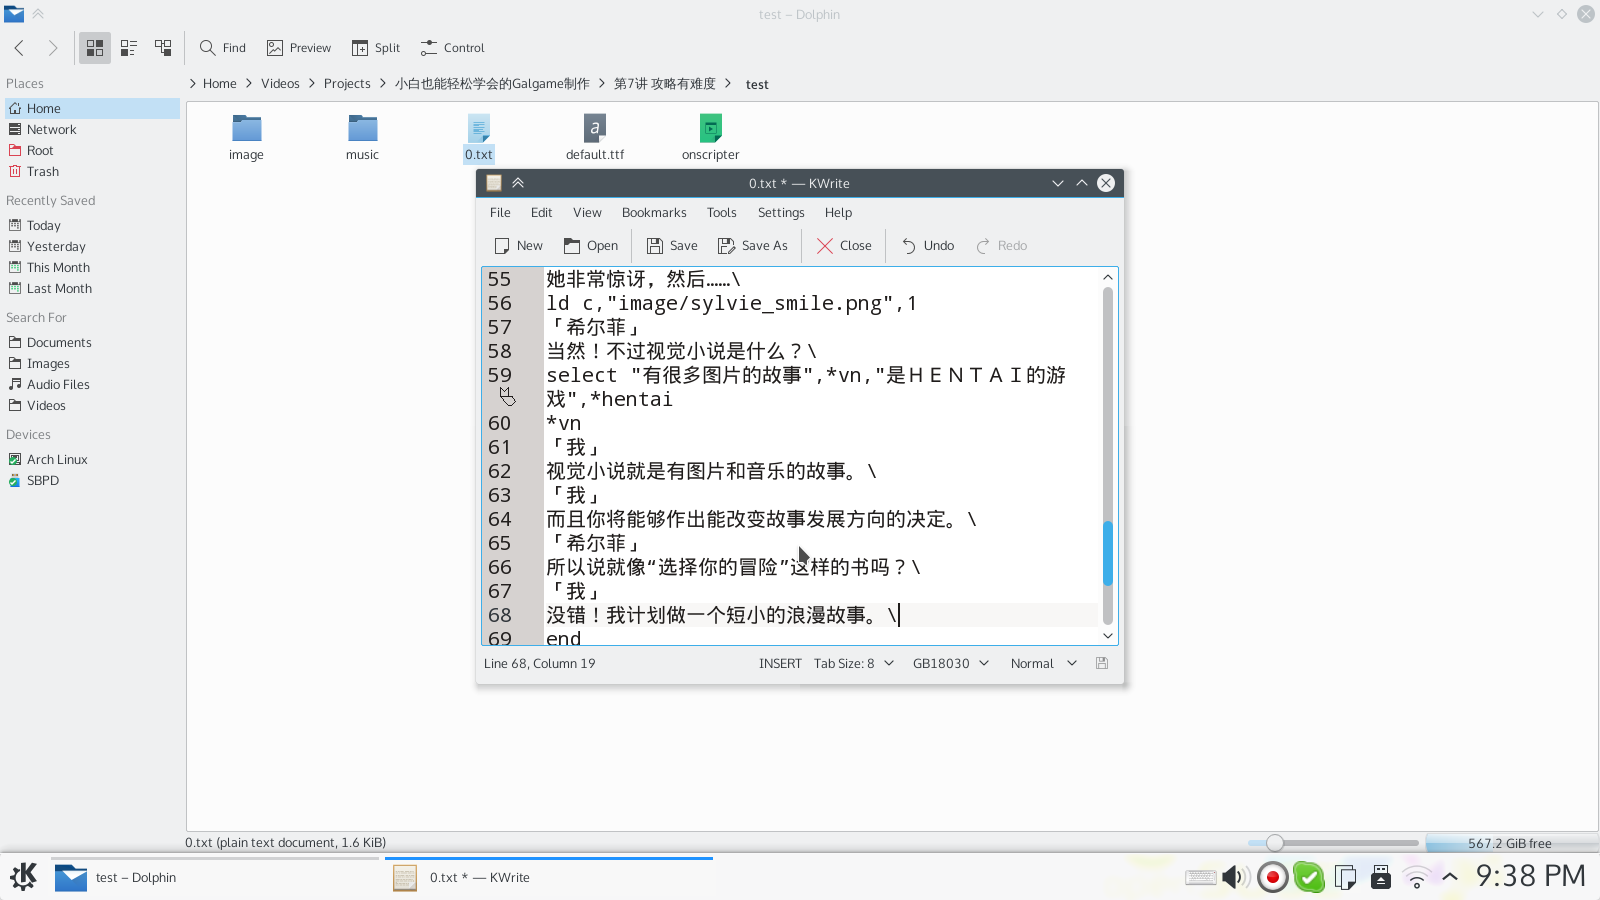 test – Dolphin
Find
Preview
Split
Control
Places
Home
Network
Root
Trash
Recently Saved
Today
Yesterday
This Month
Last Month
Search For
Documents
Images
Audio Files
Videos
Devices
Arch Linux
SBPD
Home > Videos > Projects > 小白也能轻松学会的Galgame制作 > 第7讲 攻略有难度 > test
image
music
0.txt
default.ttf
onscripter
0.txt * — KWrite
File Edit View Bookmarks Tools Settings Help
New Open Save Save As Close Undo Redo
55 她非常惊讶，然后……\
56 ld c,"image/sylvie_smile.png",1
57 「希尔菲」
58 当然！不过视觉小说是什么？\
59 select "有很多图片的故事",*vn,"是ＨＥＮＴＡＩ的游
戏",*hentai
60 *vn
61 「我」
62 视觉小说就是有图片和音乐的故事。\
63 「我」
64 而且你将能够作出能改变故事发展方向的决定。\
65 「希尔菲」
66 所以说就像“选择你的冒险”这样的书吗？\
67 「我」
68 没错！我计划做一个短小的浪漫故事。\
69 end
Line 68, Column 19
INSERT
Tab Size: 8
GB18030
Normal
0.txt (plain text document, 1.6 KiB)
567.2 GiB free
test – Dolphin
0.txt * — KWrite
9:38 PM